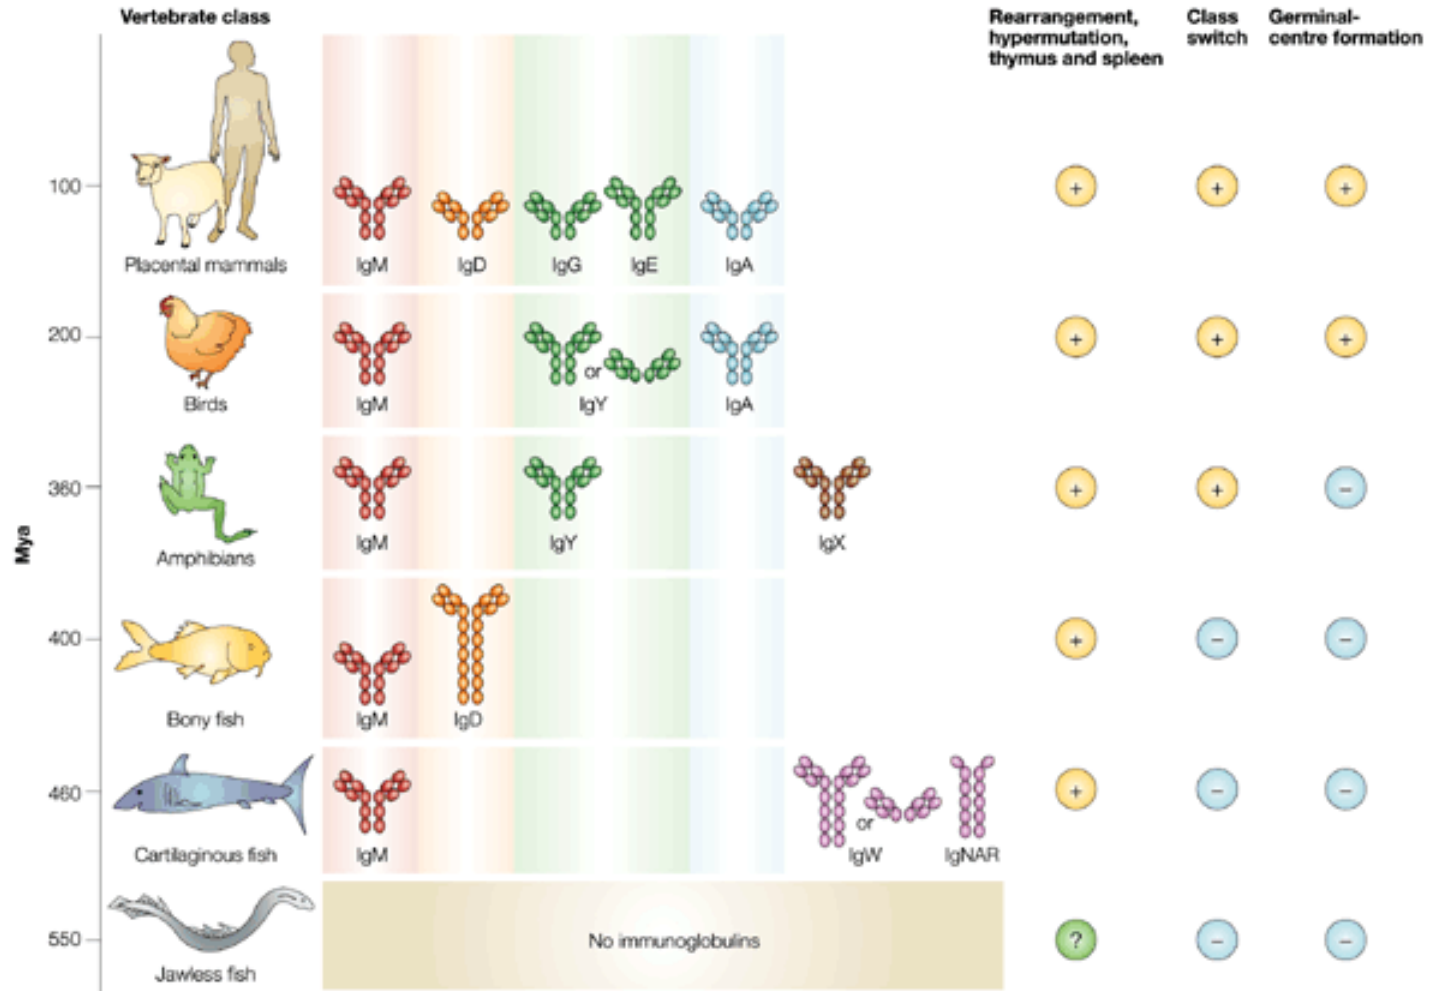 Vertebrate class
Rearrangement,
hypermutation,
thymus and spleen
Class
switch
Germinal-
centre formation
100
Placental mammals
IgM
IgD
IgG
IgE
IgA
+
+
+
200
Birds
IgM
or
IgY
IgA
+
+
+
360
Amphibians
IgM
IgY
IgX
+
+
−
Mya
400
Bony fish
IgM
IgD
+
−
−
460
Cartilaginous fish
IgM
or
IgW
IgNAR
+
−
−
550
Jawless fish
No immunoglobulins
?
−
−